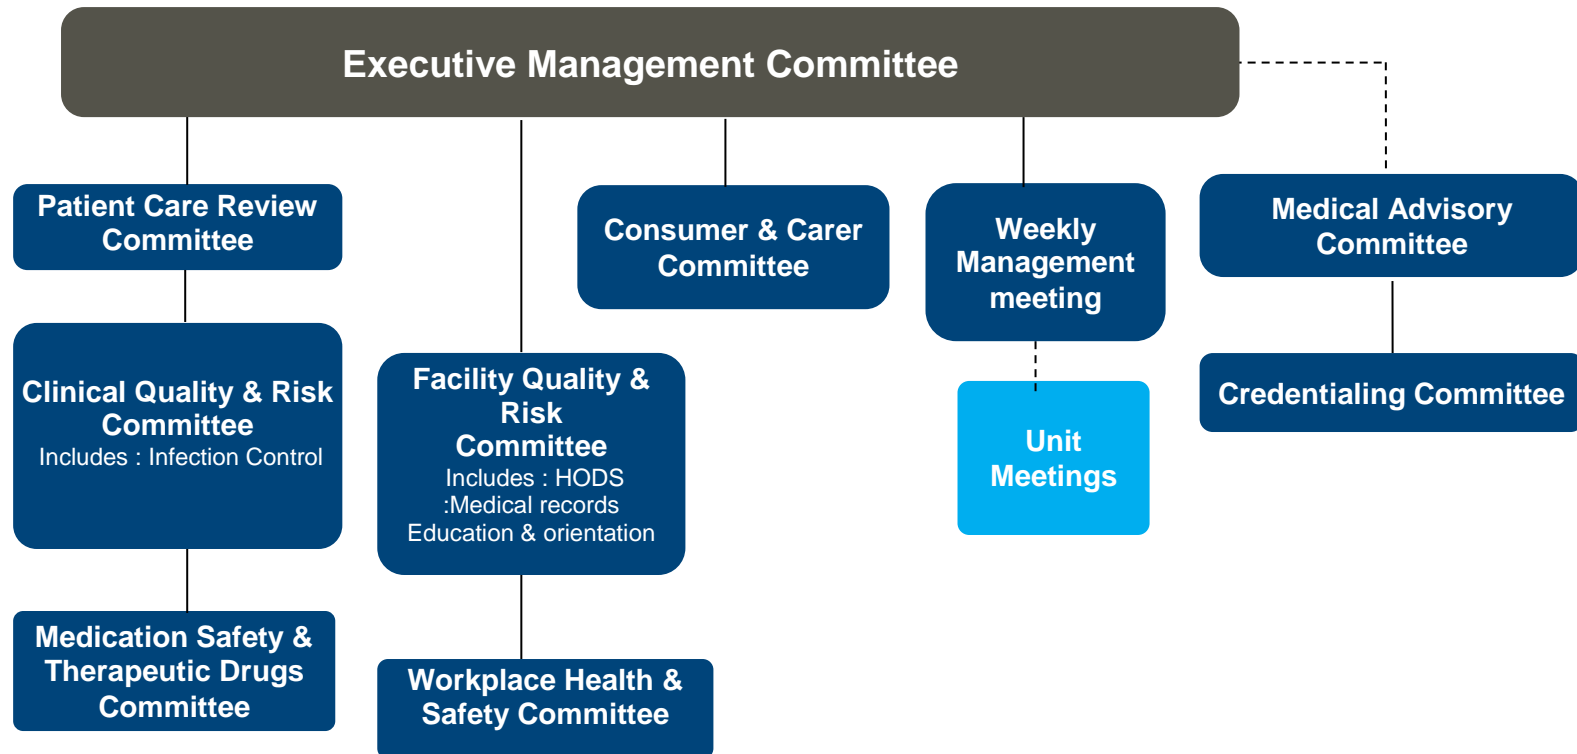 Executive Management Committee
Patient Care Review
Committee
Consumer & Carer
Committee
Weekly
Management
meeting
Medical Advisory
Committee
Clinical Quality & Risk
Committee
Includes : Infection Control
Facility Quality &
Risk
Committee
Includes : HODS
:Medical records
Education & orientation
Unit
Meetings
Credentialing Committee
Medication Safety &
Therapeutic Drugs
Committee
Workplace Health &
Safety Committee